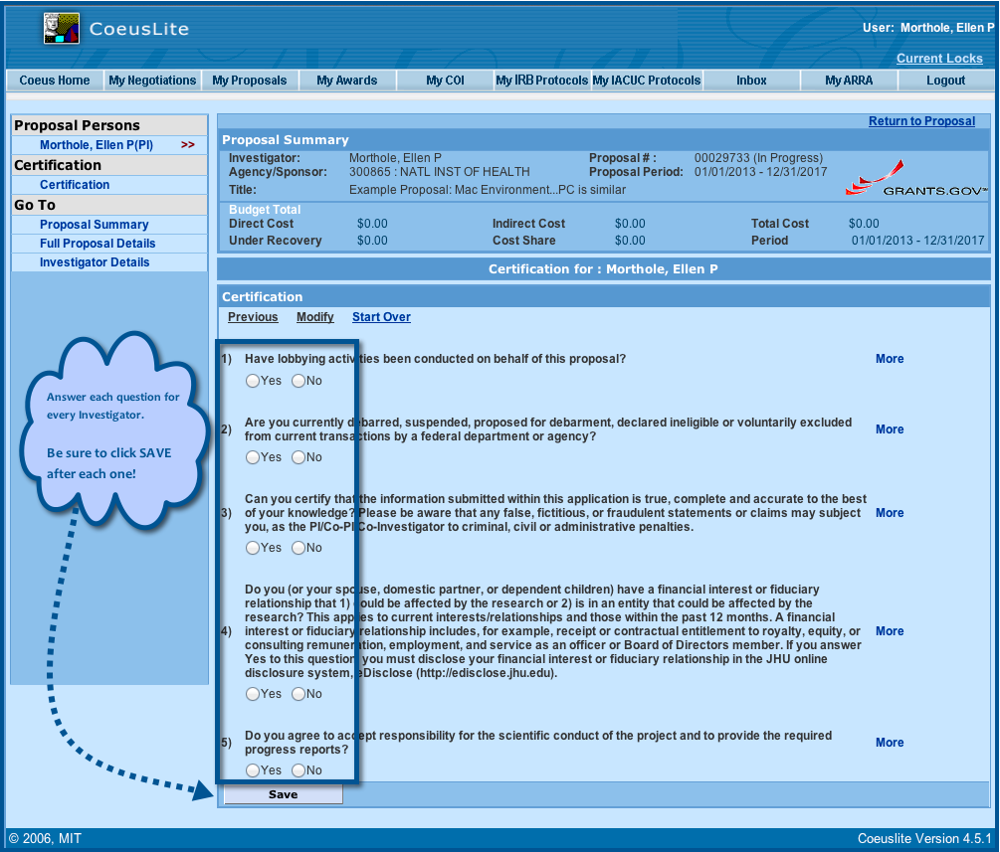 CoeusLite
User: Morthole, Ellen P
Current Locks
Coeus Home My Negotiations My Proposals My Awards My COI My IRB Protocols My IACUC Protocols Inbox My ARRA Logout
Proposal Persons
Morthole, Ellen P(PI) >>
Certification
Certification
Go To
Proposal Summary
Full Proposal Details
Investigator Details
Answer each question for
every Investigator.
Be sure to click SAVE
after each one!
Return to Proposal
Proposal Summary
Investigator: Morthole, Ellen P Proposal # : 00029733 (In Progress)
Agency/Sponsor: 300865 : NATL INST OF HEALTH Proposal Period: 01/01/2013 - 12/31/2017
Title: Example Proposal: Mac Environment...PC is similar
GRANTS.GOV℠
Budget Total
Direct Cost $0.00 Indirect Cost $0.00 Total Cost $0.00
Under Recovery $0.00 Cost Share $0.00 Period 01/01/2013 - 12/31/2017
Certification for : Morthole, Ellen P
Certification
Previous Modify Start Over
1) Have lobbying activities been conducted on behalf of this proposal? More
Yes No
Are you currently debarred, suspended, proposed for debarment, declared ineligible or voluntarily excluded
2) More
from current transactions by a federal department or agency?
Yes No
Can you certify that the information submitted within this application is true, complete and accurate to the best
3) of your knowledge? Please be aware that any false, fictitious, or fraudulent statements or claims may subject More
you, as the PI/Co-PI/Co-Investigator to criminal, civil or administrative penalties.
Yes No
Do you (or your spouse, domestic partner, or dependent children) have a financial interest or fiduciary
relationship that 1) could be affected by the research or 2) is in an entity that could be affected by the
research? This applies to current interests/relationships and those within the past 12 months. A financial
4) interest or fiduciary relationship includes, for example, receipt or contractual entitlement to royalty, equity, or More
consulting remuneration, employment, and service as an officer or Board of Directors member. If you answer
Yes to this question, you must disclose your financial interest or fiduciary relationship in the JHU online
disclosure system, eDisclose (http://edisclose.jhu.edu).
Yes No
Do you agree to accept responsibility for the scientific conduct of the project and to provide the required
5) More
progress reports?
Yes No
Save
© 2006, MIT
Coeuslite Version 4.5.1